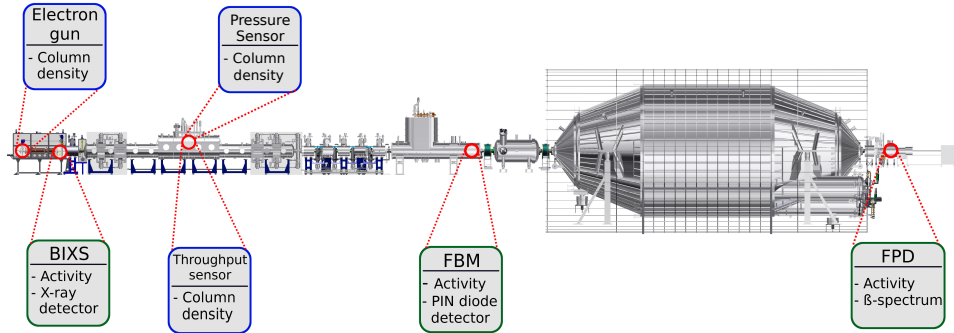 Electron
gun
- Column
density
Pressure
Sensor
- Column
density
BIXS
- Activity
- X-ray
detector
Throughput
sensor
- Column
density
FBM
- Activity
- PIN diode
detector
FPD
- Activity
- ß-spectrum